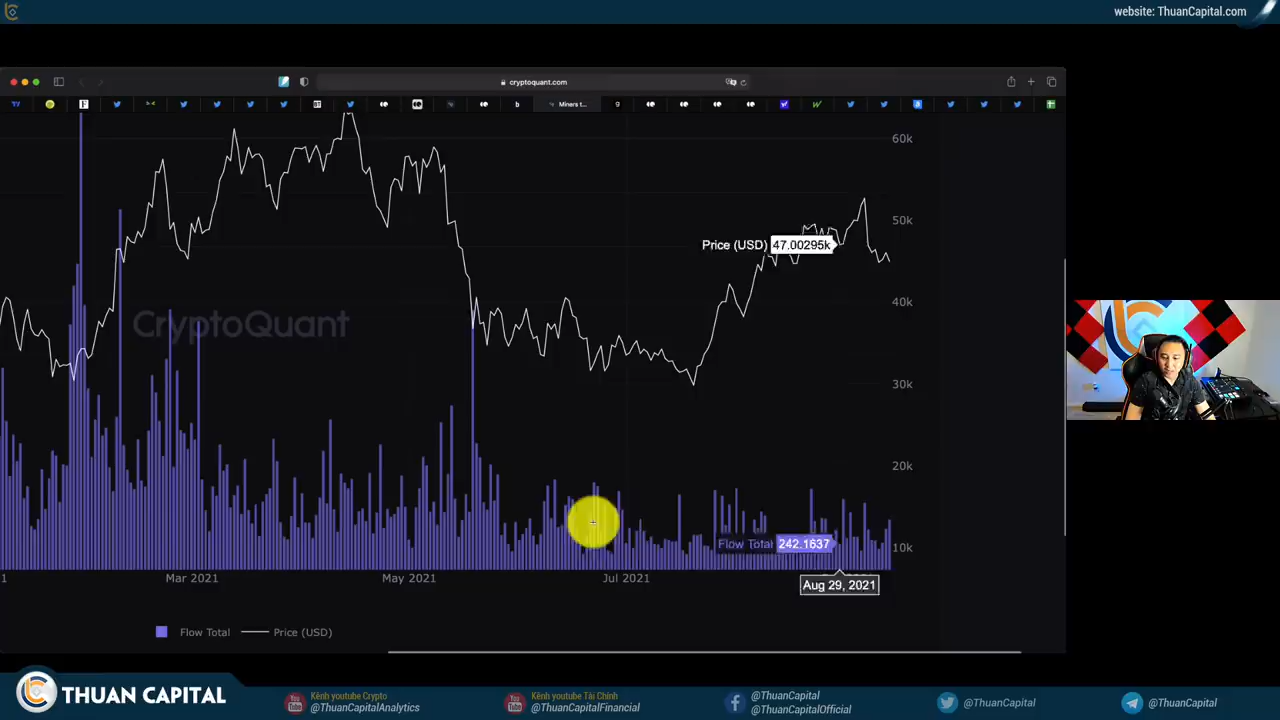 website: ThuanCapital.com
cryptoquant.com
Miners t...
60k
50k
Price (USD) 47.00295k
40k
CryptoQuant
30k
20k
Flow Total 242.1637
10k
1
Mar 2021
May 2021
Jul 2021
Aug 29, 2021
Flow Total
Price (USD)
THUAN CAPITAL
Kênh youtube Crypto
@ThuanCapitalAnalytics
Kênh youtube Tài Chính
@ThuanCapitalFinancial
@ThuanCapital
@ThuanCapitalOfficial
@ThuanCapital
@ThuanCapital